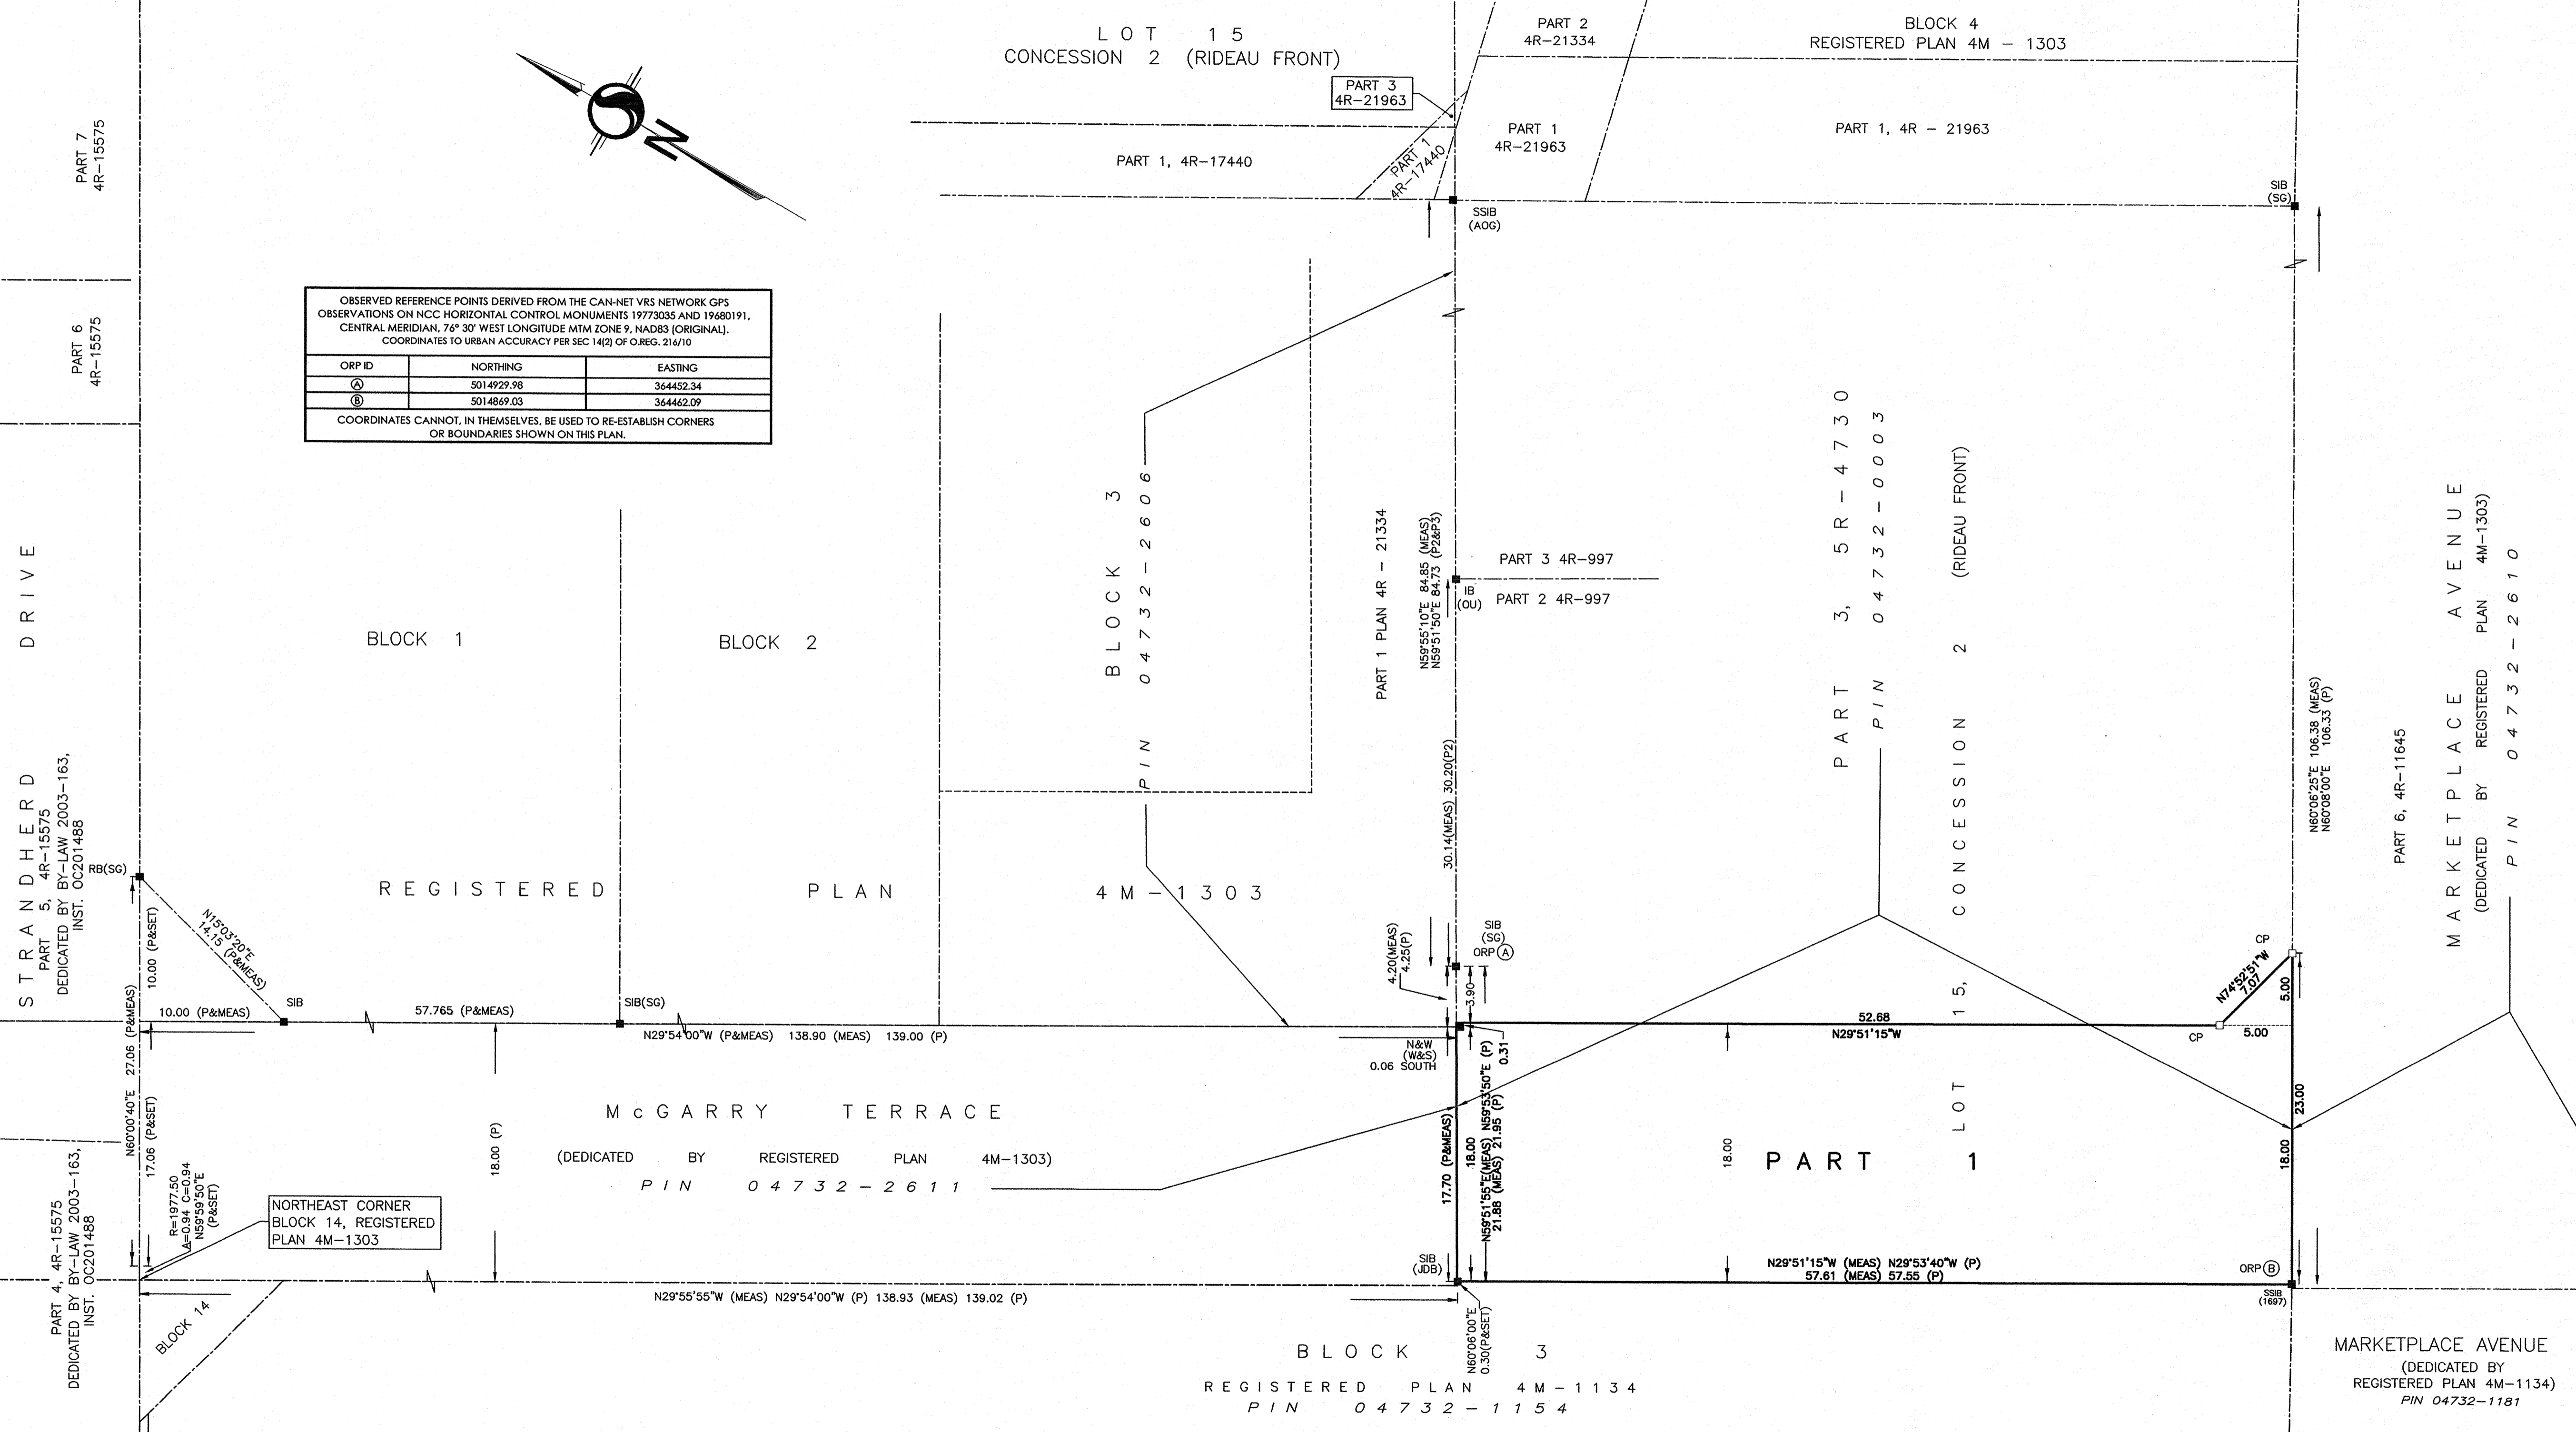 LOT 15
CONCESSION 2 (RIDEAU FRONT)
PART 2
4R-21334
BLOCK 4
REGISTERED PLAN 4M - 1303
PART 3
4R-21963
PART 7
4R-15575
PART 1, 4R-17440
PART 1
4R-17440
PART 1
4R-21963
PART 1, 4R - 21963
N
SSIB
(AOG)
SIB
(SG)
PART 6
4R-15575
OBSERVED REFERENCE POINTS DERIVED FROM THE CAN-NET VRS NETWORK GPS
OBSERVATIONS ON NCC HORIZONTAL CONTROL MONUMENTS 19773035 AND 19680191,
CENTRAL MERIDIAN, 76° 30' WEST LONGITUDE MTM ZONE 9, NAD83 (ORIGINAL).
COORDINATES TO URBAN ACCURACY PER SEC 14(2) OF O.REG. 216/10
ORP ID NORTHING EASTING
A 5014929.98 364452.34
B 5014869.03 364462.09
COORDINATES CANNOT, IN THEMSELVES, BE USED TO RE-ESTABLISH CORNERS
OR BOUNDARIES SHOWN ON THIS PLAN.
STRANDHERD DRIVE
PART 5, 4R-15575
DEDICATED BY BY-LAW 2003-163,
INST. OC201488
BLOCK 1
BLOCK 2
BLOCK 3
PIN 04732-2606
PART 1 PLAN 4R - 21334
N59°55'10"E 84.85 (MEAS)
N59°51'50"E 84.73 (P2&P3)
PART 3 4R-997
IB
(OU)
PART 2 4R-997
PART 3, 5R-4730
PIN 04732-0003
LOT 15, CONCESSION 2 (RIDEAU FRONT)
N60°06'25"E 106.38 (MEAS)
N60°08'00"E 106.33 (P)
PART 6, 4R-11645
MARKETPLACE AVENUE
(DEDICATED BY REGISTERED PLAN 4M-1303)
PIN 04732-2610
30.14(MEAS) 30.20(P2)
RB(SG)
REGISTERED PLAN 4M-1303
N15°03'20"E
14.15 (P&MEAS)
10.00 (P&SET)
10.00 (P&MEAS)
SIB
57.765 (P&MEAS)
SIB(SG)
N29°54'00"W (P&MEAS) 138.90 (MEAS) 139.00 (P)
4.20(MEAS)
4.25(P)
SIB
(SG)
ORP A
3.90
N&W
(W&S)
0.06 SOUTH
0.31
52.68
N29°51'15"W
CP
N74°52'51"W
7.07
CP
5.00
5.00
23.00
N60°00'40"E 27.06 (P&MEAS)
17.06 (P&SET)
18.00 (P)
McGARRY TERRACE
(DEDICATED BY REGISTERED PLAN 4M-1303)
PIN 04732-2611
17.70 (P&MEAS)
18.00
N59°51'55"E(MEAS) N59°53'50"E (P)
21.88 (MEAS) 21.95 (P)
18.00
PART 1
18.00
R=1977.50
A=0.94 C=0.94
N59°59'50"E
(P&SET)
NORTHEAST CORNER
BLOCK 14, REGISTERED
PLAN 4M-1303
PART 4, 4R-15575
DEDICATED BY BY-LAW 2003-163,
INST. OC201488
BLOCK 14
SIB
(JDB)
N29°51'15"W (MEAS) N29°53'40"W (P)
57.61 (MEAS) 57.55 (P)
ORP B
SSIB
(1697)
N29°55'55"W (MEAS) N29°54'00"W (P) 138.93 (MEAS) 139.02 (P)
N60°06'00"E
0.30(P&SET)
BLOCK 3
REGISTERED PLAN 4M-1134
PIN 04732-1154
MARKETPLACE AVENUE
(DEDICATED BY
REGISTERED PLAN 4M-1134)
PIN 04732-1181